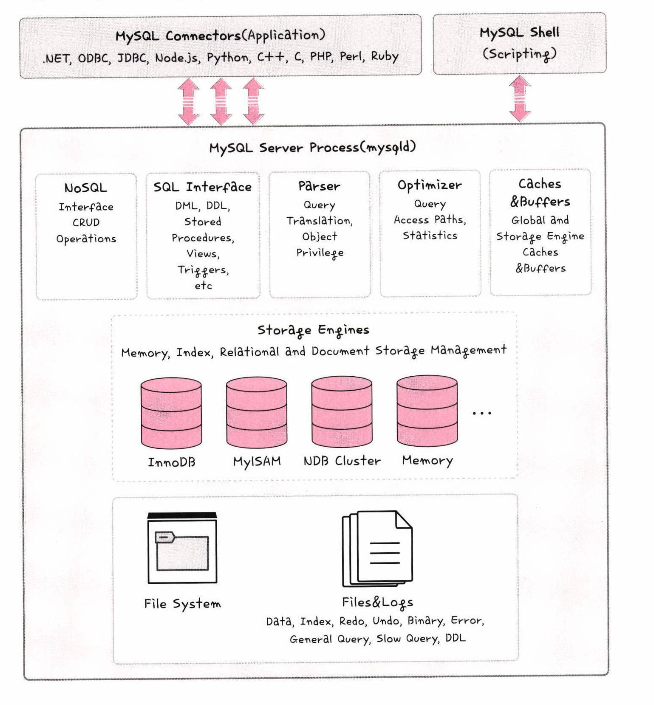 MySQL Connectors(Application)
.NET, ODBC, JDBC, Node.js, Python, C++, C, PHP, Perl, Ruby
MySQL Shell
(Scripting)
MySQL Server Process(mysqld)
NoSQL
Interface
CRUD
Operations
SQL Interface
DML, DDL,
Stored
Procedures,
Views,
Triggers,
etc
Parser
Query
Translation,
Object
Privilege
Optimizer
Query
Access Paths,
Statistics
Caches
&Buffers
Global and
Storage Engine
Caches
&Buffers
Storage Engines
Memory, Index, Relational and Document Storage Management
InnoDB
MyISAM
NDB Cluster
Memory
...
File System
Files&Logs
Data, Index, Redo, Undo, Binary, Error,
General Query, Slow Query, DDL